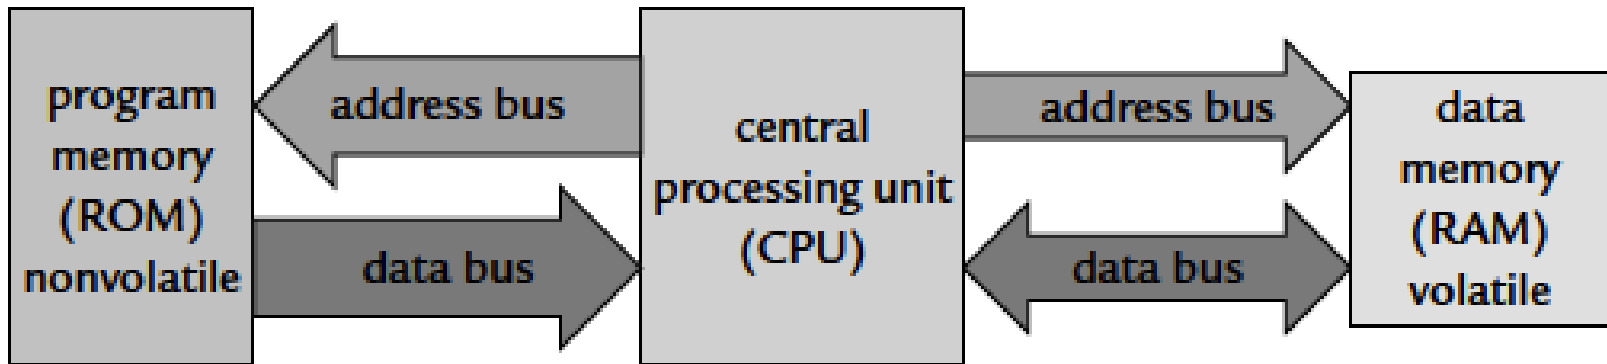 program
memory
(ROM)
nonvolatile
address bus
data bus
central
processing unit
(CPU)
address bus
data bus
data
memory
(RAM)
volatile